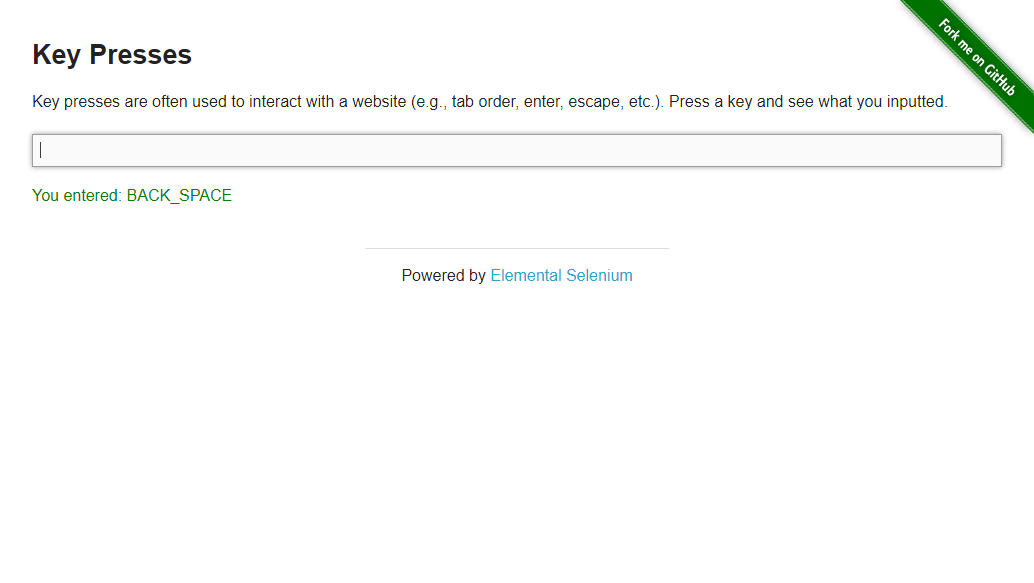 Fork me on GitHub
Key Presses
Key presses are often used to interact with a website (e.g., tab order, enter, escape, etc.). Press a key and see what you inputted.
You entered: BACK_SPACE
Powered by Elemental Selenium